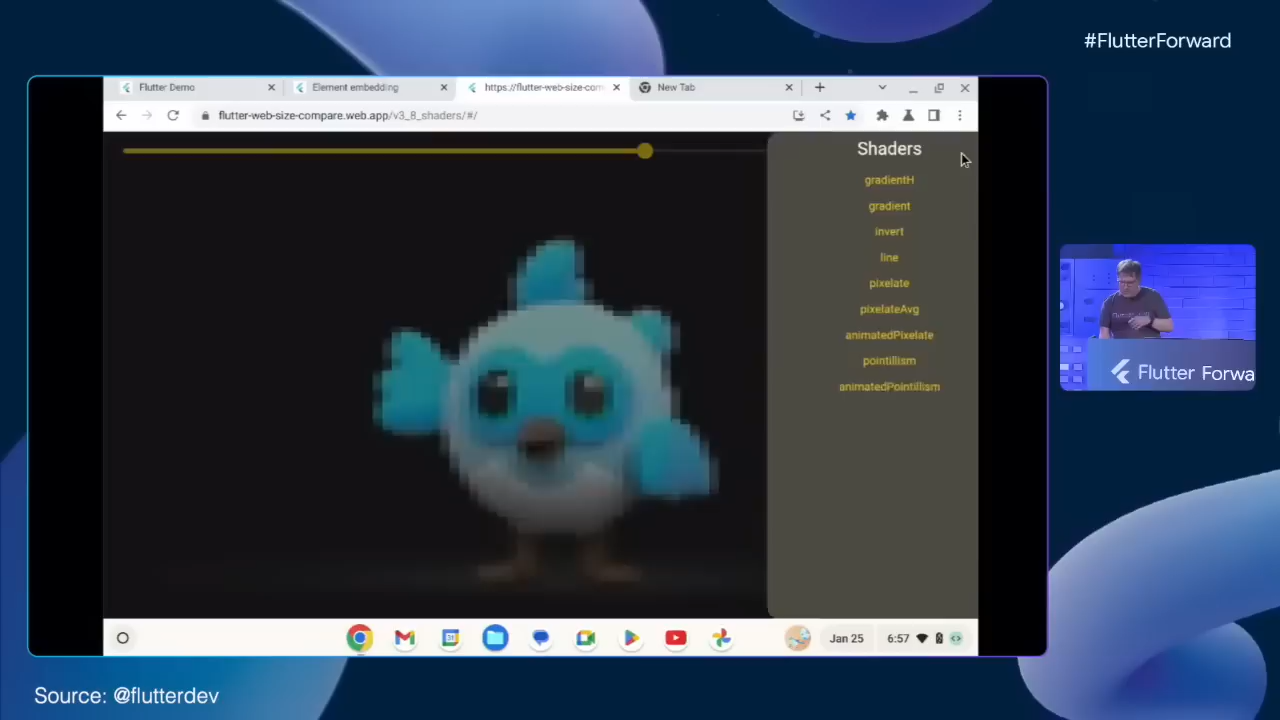 #FlutterForward
Flutter Demo
Element embedding
https://flutter-web-size-com
New Tab
flutter-web-size-compare.web.app/v3_8_shaders/#/
Shaders
gradientH
gradient
invert
line
pixelate
pixelateAvg
animatedPixelate
pointillism
animatedPointillism
Flutter Forwa
31
Jan 25
6:57
Source: @flutterdev